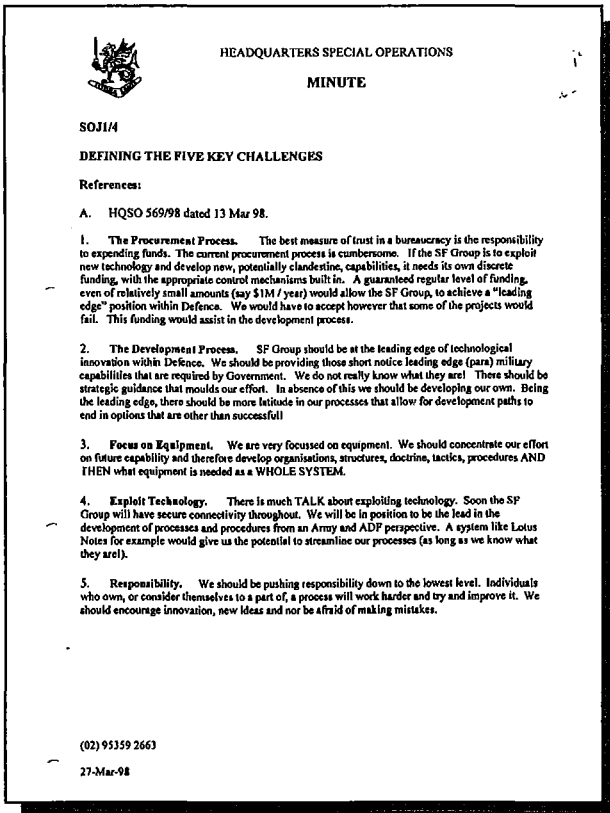 HEADQUARTERS SPECIAL OPERATIONS
MINUTE
SOJ1/4
DEFINING THE FIVE KEY CHALLENGES
References:
A. HQSO 569/98 dated 13 Mar 98.
1. The Procurement Process. The best measure of trust in a bureaucracy is the responsibility
to expending funds. The current procurement process is cumbersome. If the SF Group is to exploit
new technology and develop new, potentially clandestine, capabilities, it needs its own discrete
funding, with the appropriate control mechanisms built in. A guaranteed regular level of funding,
even of relatively small amounts (say $1M / year) would allow the SF Group, to achieve a "leading
edge" position within Defence. We would have to accept however that some of the projects would
fail. This funding would assist in the development process.
2. The Development Process. SF Group should be at the leading edge of technological
innovation within Defence. We should be providing those short notice leading edge (para) military
capabilities that are required by Government. We do not really know what they are! There should be
strategic guidance that moulds our effort. In absence of this we should be developing our own. Being
the leading edge, there should be more latitude in our processes that allow for development paths to
end in options that are other than successful!
3. Focus on Equipment. We are very focussed on equipment. We should concentrate our effort
on future capability and therefore develop organisations, structures, doctrine, tactics, procedures AND
THEN what equipment is needed as a WHOLE SYSTEM.
4. Exploit Technology. There is much TALK about exploiting technology. Soon the SF
Group will have secure connectivity throughout. We will be in position to be the lead in the
development of processes and procedures from an Army and ADF perspective. A system like Lotus
Notes for example would give us the potential to streamline our processes (as long as we know what
they are!).
5. Responsibility. We should be pushing responsibility down to the lowest level. Individuals
who own, or consider themselves to a part of, a process will work harder and try and improve it. We
should encourage innovation, new ideas and nor be afraid of making mistakes.
(02) 95359 2663
27-Mar-98